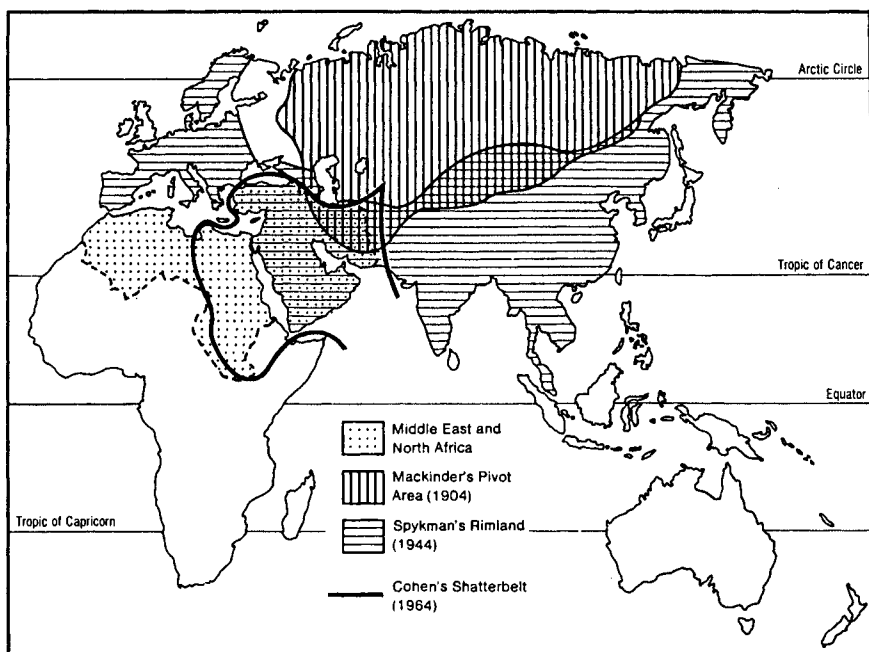 Arctic Circle
Tropic of Cancer
Equator
Middle East and
North Africa
Mackinder's Pivot
Area (1904)
Tropic of Capricorn
Spykman's Rimland
(1944)
Cohen's Shatterbelt
(1964)